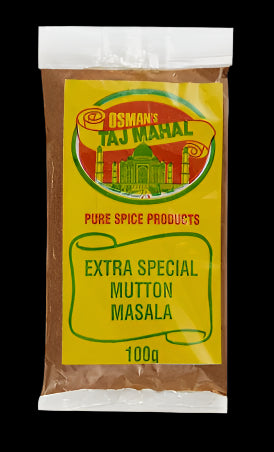 OSMAN'S
TAJ MAHAL
PURE SPICE PRODUCTS
EXTRA SPECIAL
MUTTON
MASALA
100g